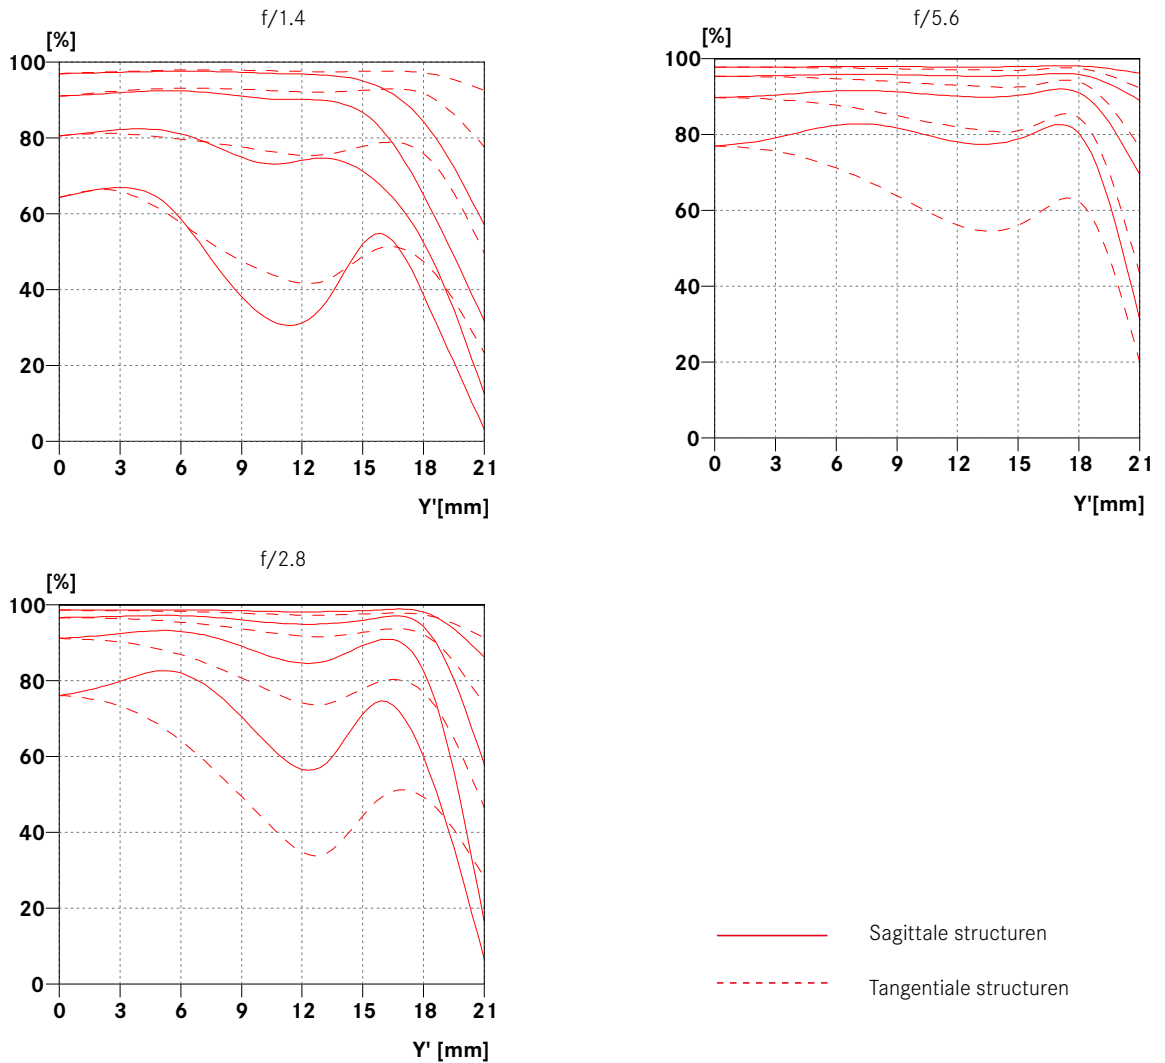 f/1.4
[%]
100
80
60
40
20
0
0 3 6 9 12 15 18 21
Y'[mm]
f/5.6
[%]
100
80
60
40
20
0
0 3 6 9 12 15 18 21
Y'[mm]
f/2.8
[%]
100
80
60
40
20
0
0 3 6 9 12 15 18 21
Y' [mm]
Sagittale structuren
Tangentiale structuren